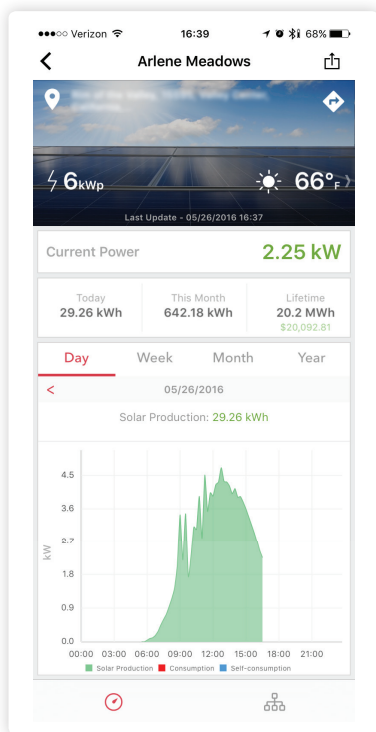 Verizon 16:39 68%
Arlene Meadows
6kWp 66°F
Last Update - 05/26/2016 16:37
Current Power 2.25 kW
Today This Month Lifetime
29.26 kWh 642.18 kWh 20.2 MWh
$20,092.81
Day Week Month Year
< 05/26/2016
Solar Production: 29.26 kWh
4.5
3.6
2.7
1.8
0.9
0.0
kW
00:00 03:00 06:00 09:00 12:00 15:00 18:00 21:00
Solar Production Consumption Self-consumption